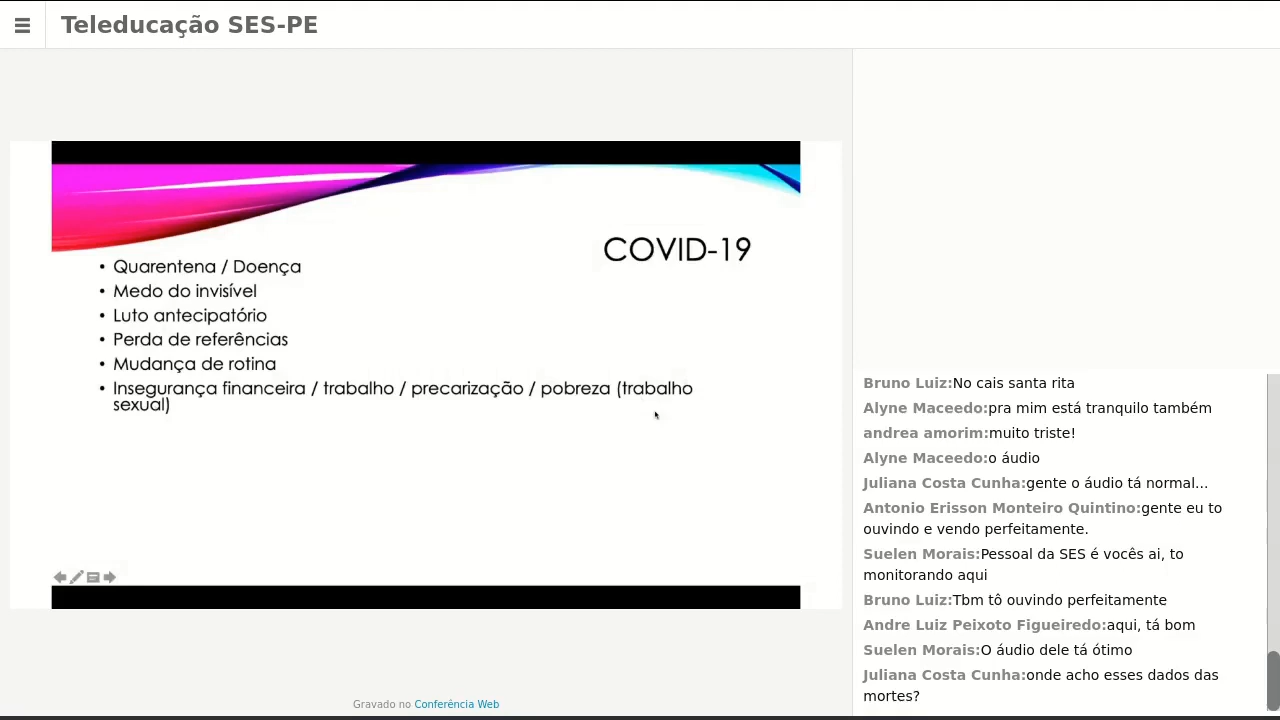 Teleducação SES-PE
COVID-19
• Quarentena / Doença
• Medo do invisível
• Luto antecipatório
• Perda de referências
• Mudança de rotina
• Insegurança financeira / trabalho / precarização / pobreza (trabalho
sexual)
Gravado no Conferência Web
Bruno Luiz:No cais santa rita
Alyne Maceedo:pra mim está tranquilo também
andrea amorim:muito triste!
Alyne Maceedo:o áudio
Juliana Costa Cunha:gente o áudio tá normal...
Antonio Erisson Monteiro Quintino:gente eu to
ouvindo e vendo perfeitamente.
Suelen Morais:Pessoal da SES é vocês ai, to
monitorando aqui
Bruno Luiz:Tbm tô ouvindo perfeitamente
Andre Luiz Peixoto Figueiredo:aqui, tá bom
Suelen Morais:O áudio dele tá ótimo
Juliana Costa Cunha:onde acho esses dados das
mortes?